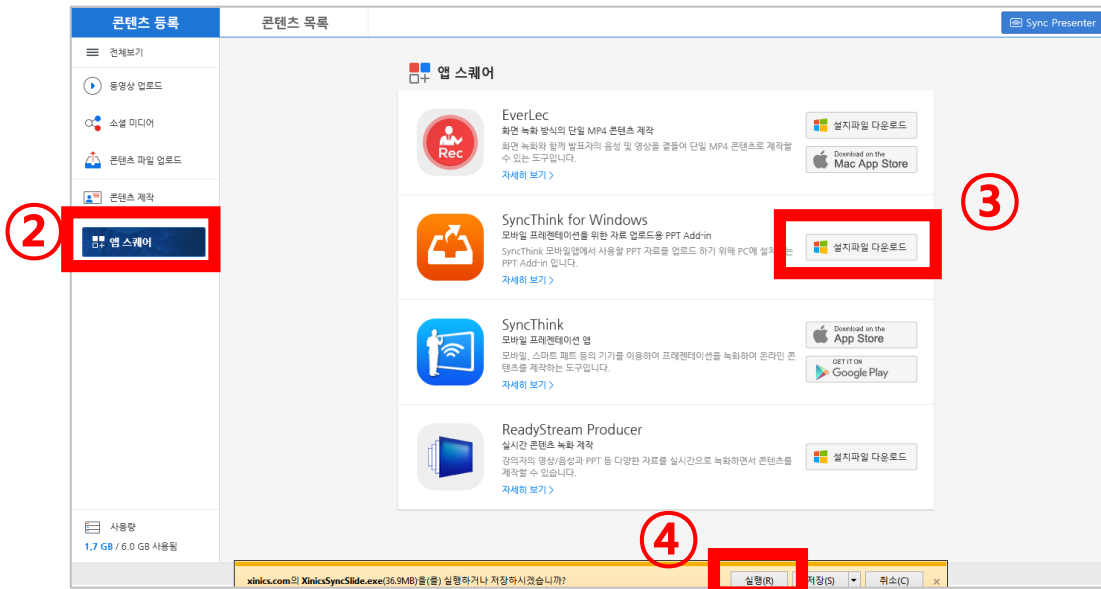 콘텐츠 등록
콘텐츠 목록
Sync Presenter
전체보기
동영상 업로드
소셜 미디어
콘텐츠 파일 업로드
콘텐츠 제작
②
앱 스퀘어
사용량
1.7 GB / 6.0 GB 사용됨
앱 스퀘어
Rec
EverLec
화면 녹화 방식의 단일 MP4 콘텐츠 제작
화면 녹화와 함께 발표자의 음성 및 영상을 곁들여 단일 MP4 콘텐츠로 제작할
수 있는 도구입니다.
자세히 보기 >
설치파일 다운로드
Download on the
Mac App Store
③
SyncThink for Windows
모바일 프레젠테이션을 위한 자료 업로드용 PPT Add-in
SyncThink 모바일앱에서 사용할 PPT 자료를 업로드 하기 위해 PC에 설치 는
PPT Add-in 입니다.
자세히 보기 >
설치파일 다운로드
SyncThink
모바일 프레젠테이션 앱
모바일, 스마트 패드 등의 기기를 이용하여 프레젠테이션을 녹화하여 온라인 콘
텐츠를 제작하는 도구입니다.
자세히 보기 >
Download on the
App Store
GET IT ON
Google Play
ReadyStream Producer
실시간 콘텐츠 녹화 제작
강의자의 영상/음성과 PPT 등 다양한 자료를 실시간으로 녹화하면서 콘텐츠를
제작할 수 있습니다.
자세히 보기 >
설치파일 다운로드
④
xinics.com의 XinicsSyncSlide.exe(36.9MB)을(를) 실행하거나 저장하시겠습니까?
실행(R)
저장(S)
취소(C)
×